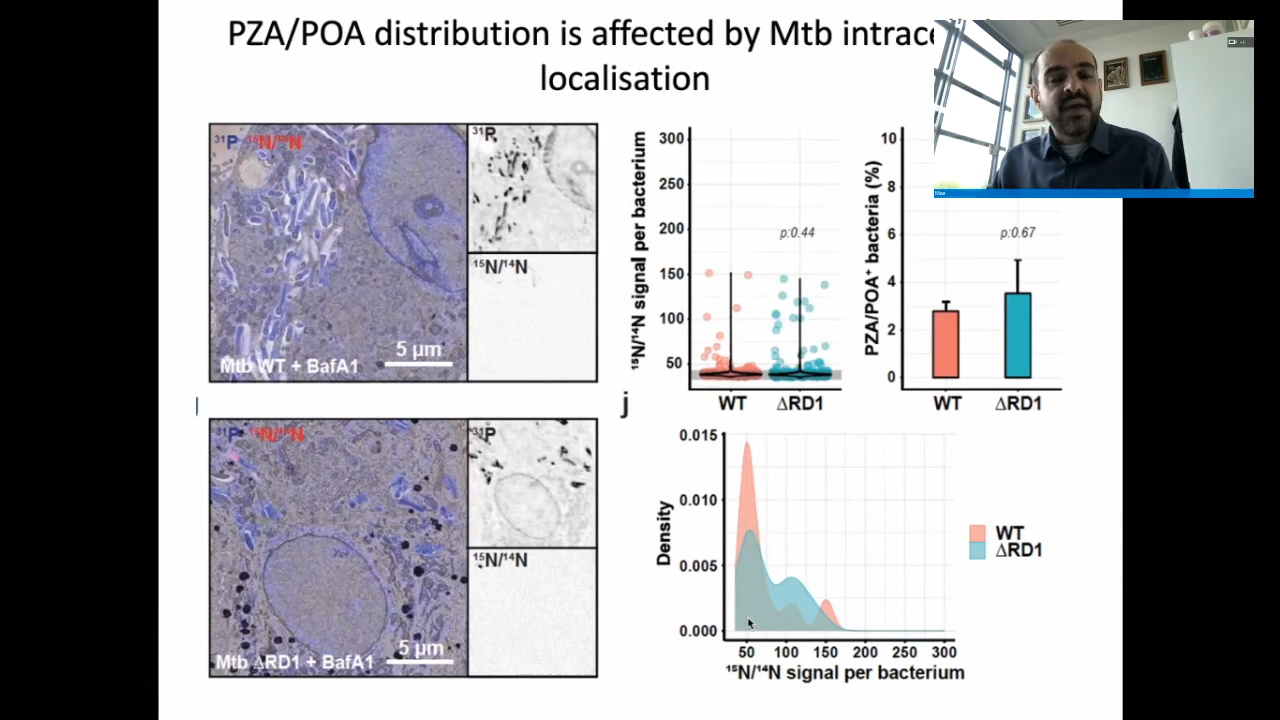 PZA/POA distribution is affected by Mtb intrace
localisation
³¹P ¹⁵N/¹⁴N
³¹P
¹⁵N/¹⁴N
5 µm
Mtb WT + BafA1
¹⁵N/¹⁴N signal per bacterium
300
250
200
150
100
50
p:0.44
WT
ΔRD1
PZA/POA⁺ bacteria (%)
10
8
6
4
2
0
p:0.67
WT
ΔRD1
j
³¹P ¹⁵N/¹⁴N
³¹P
¹⁵N/¹⁴N
5 µm
Mtb ΔRD1 + BafA1
Density
0.015
0.010
0.005
0.000
50 100 150 200 250 300
¹⁵N/¹⁴N signal per bacterium
WT
ΔRD1